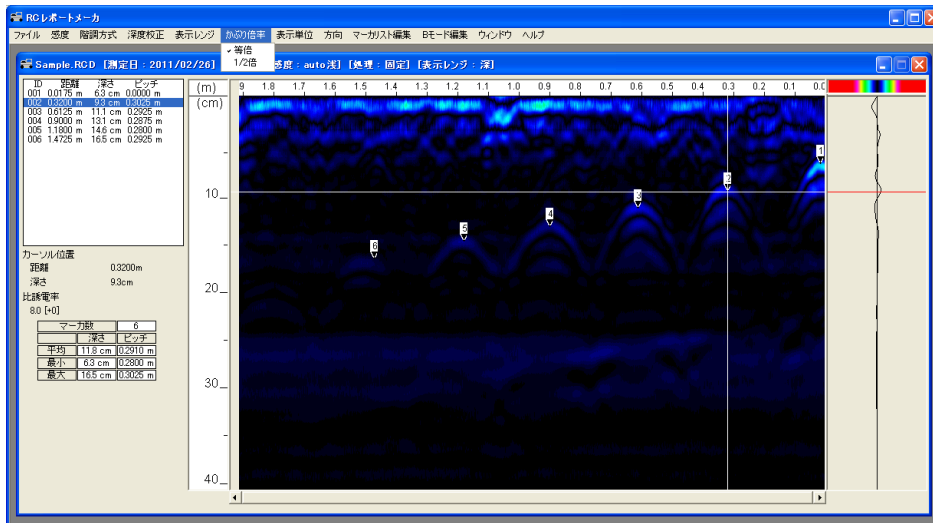 RCレポートメーカ
ファイル 感度 階調方式 深度校正 表示レンジ かぶり倍率 表示単位 方向 マーカリスト編集 Bモード編集 ウィンドウ ヘルプ
✓ 等倍
1/2倍
Sample.RCD [測定日：2011/02/26] 感度：auto浅] [処理：固定] [表示レンジ：深]
ID 距離 深さ ピッチ
001 0.0175 m 6.3 cm 0.0000 m
002 0.3200 m 9.3 cm 0.3025 m
003 0.6125 m 11.1 cm 0.2925 m
004 0.9000 m 13.1 cm 0.2875 m
005 1.1800 m 14.6 cm 0.2800 m
006 1.4725 m 16.5 cm 0.2925 m
カーソル位置
距離 0.3200m
深さ 9.3cm
比誘電率
8.0 [+0]
マーカ数 6
深さ ピッチ
平均 11.8 cm 0.2910 m
最小 6.3 cm 0.2800 m
最大 16.5 cm 0.3025 m
(m) 9 1.8 1.7 1.6 1.5 1.4 1.3 1.2 1.1 1.0 0.9 0.8 0.7 0.6 0.5 0.4 0.3 0.2 0.1 0.0
(cm)
10
20
30
40
6
5
4
3
2
1